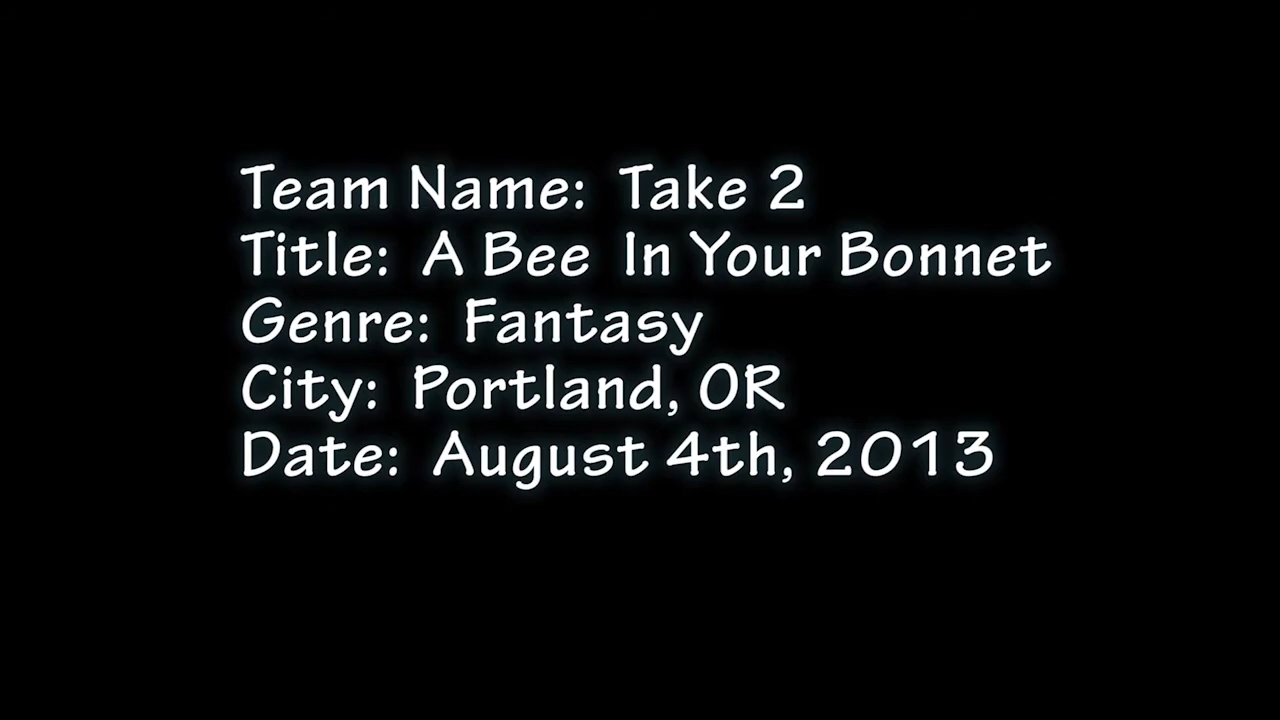 Team Name: Take 2
Title: A Bee In Your Bonnet
Genre: Fantasy
City: Portland, OR
Date: August 4th, 2013